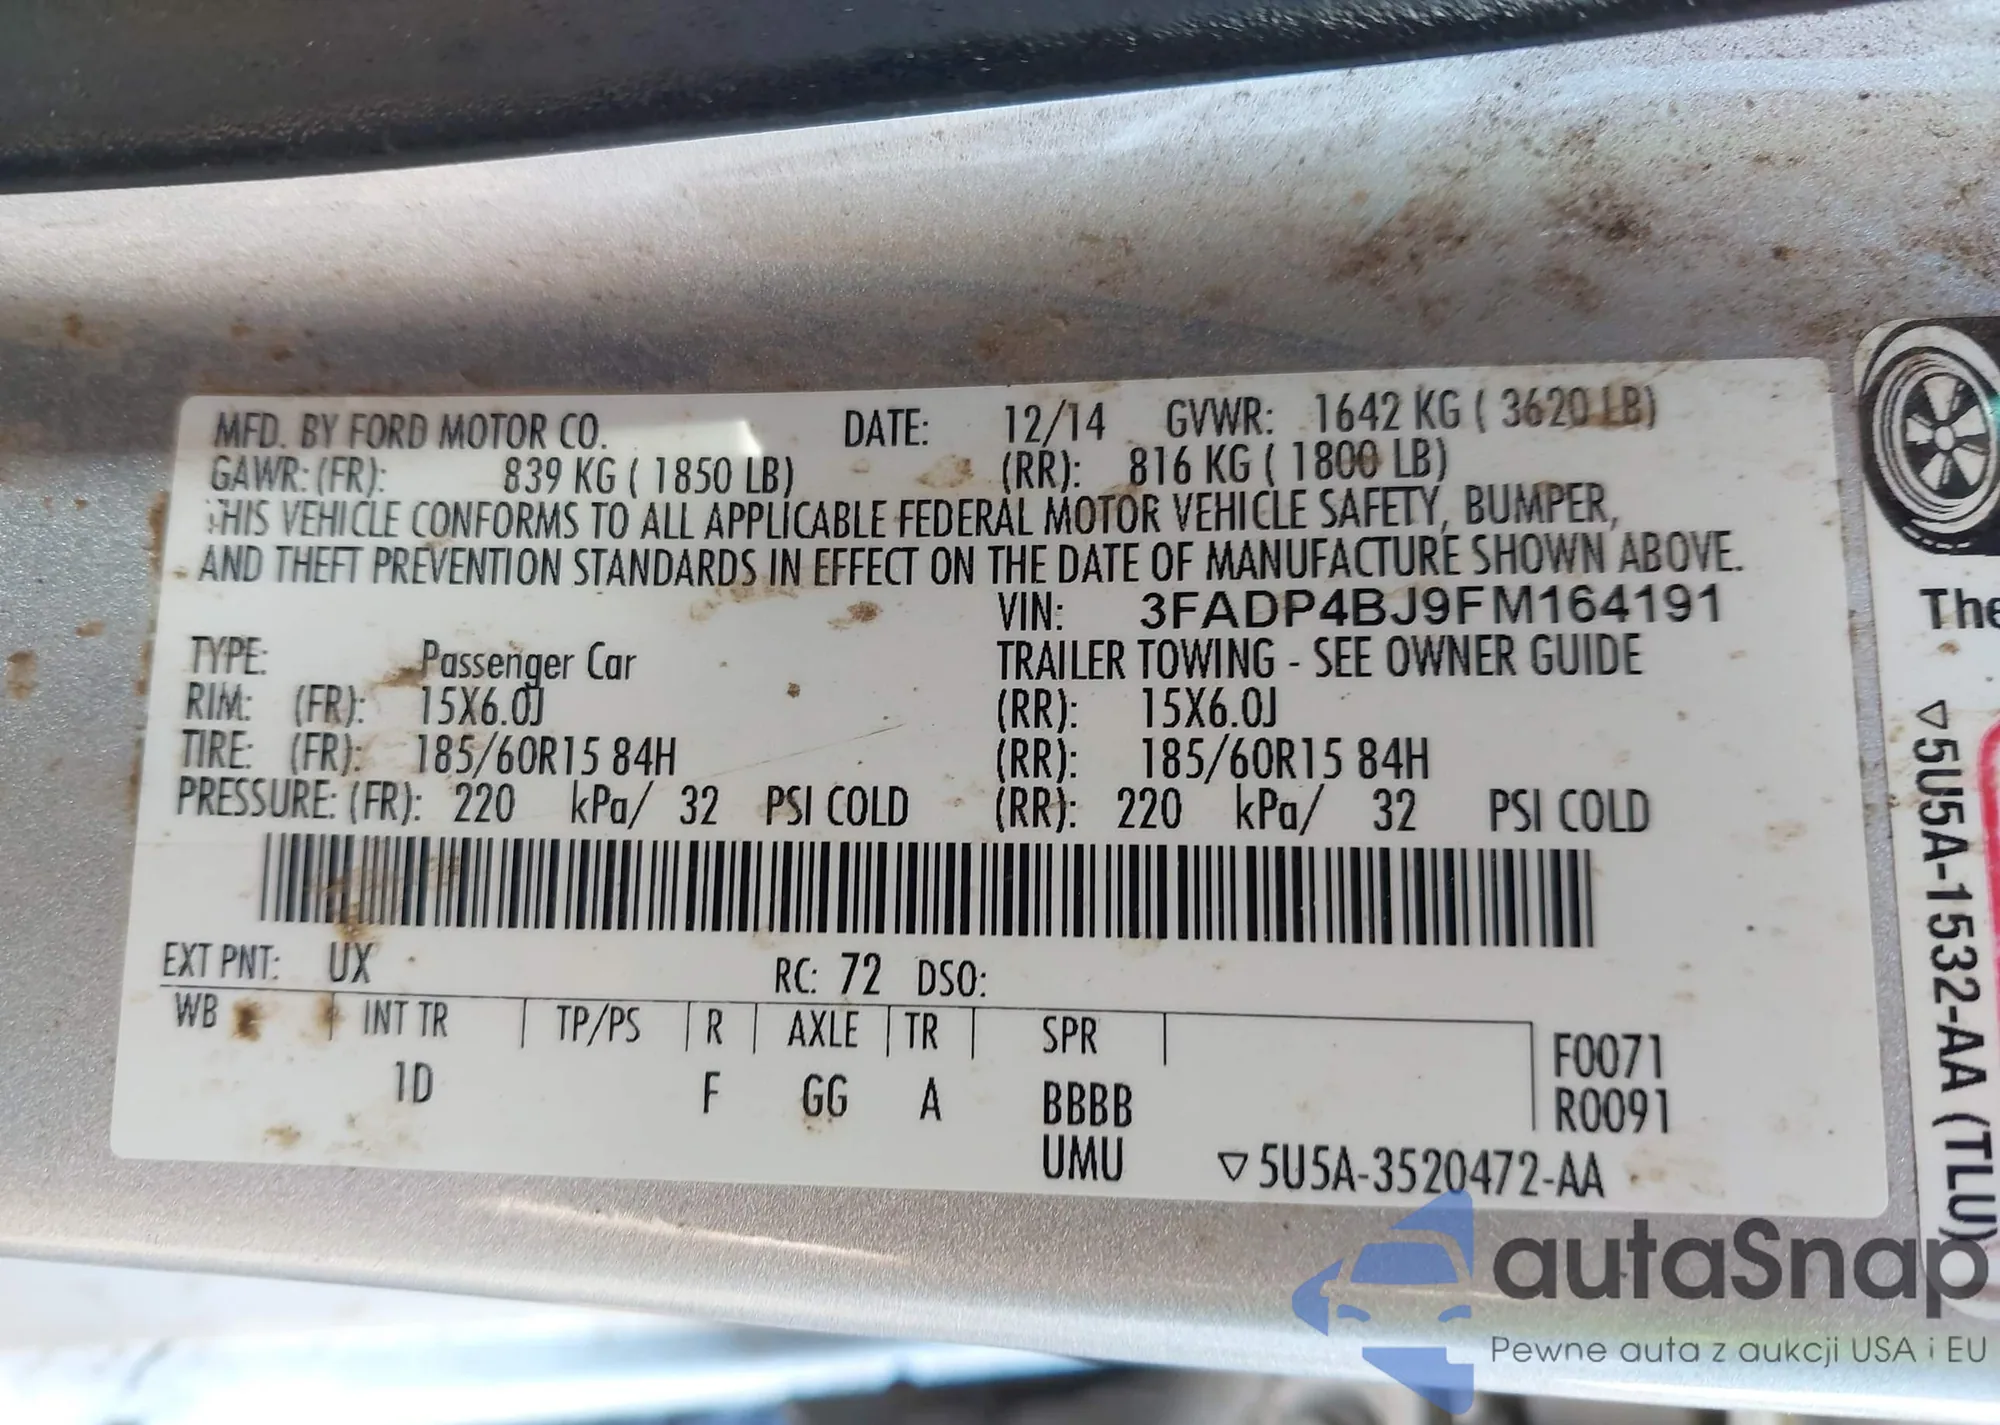 MFD. BY FORD MOTOR CO. DATE: 12/14 GVWR: 1642 KG ( 3620 LB)
GAWR: (FR): 839 KG ( 1850 LB) (RR): 816 KG ( 1800 LB)
THIS VEHICLE CONFORMS TO ALL APPLICABLE FEDERAL MOTOR VEHICLE SAFETY, BUMPER,
AND THEFT PREVENTION STANDARDS IN EFFECT ON THE DATE OF MANUFACTURE SHOWN ABOVE.
VIN: 3FADP4BJ9FM164191
TYPE: Passenger Car TRAILER TOWING - SEE OWNER GUIDE
RIM: (FR): 15X6.0J (RR): 15X6.0J
TIRE: (FR): 185/60R15 84H (RR): 185/60R15 84H
PRESSURE: (FR): 220 kPa/ 32 PSI COLD (RR): 220 kPa/ 32 PSI COLD
EXT PNT: UX RC: 72 DSO:
WB INT TR TP/PS R AXLE TR SPR
1D F GG A BBBB
UMU
F0071
R0091
▽5U5A-3520472-AA
The
▽5U5A-1532-AA (TLU)
autaSnap
Pewne auta z aukcji USA i EU